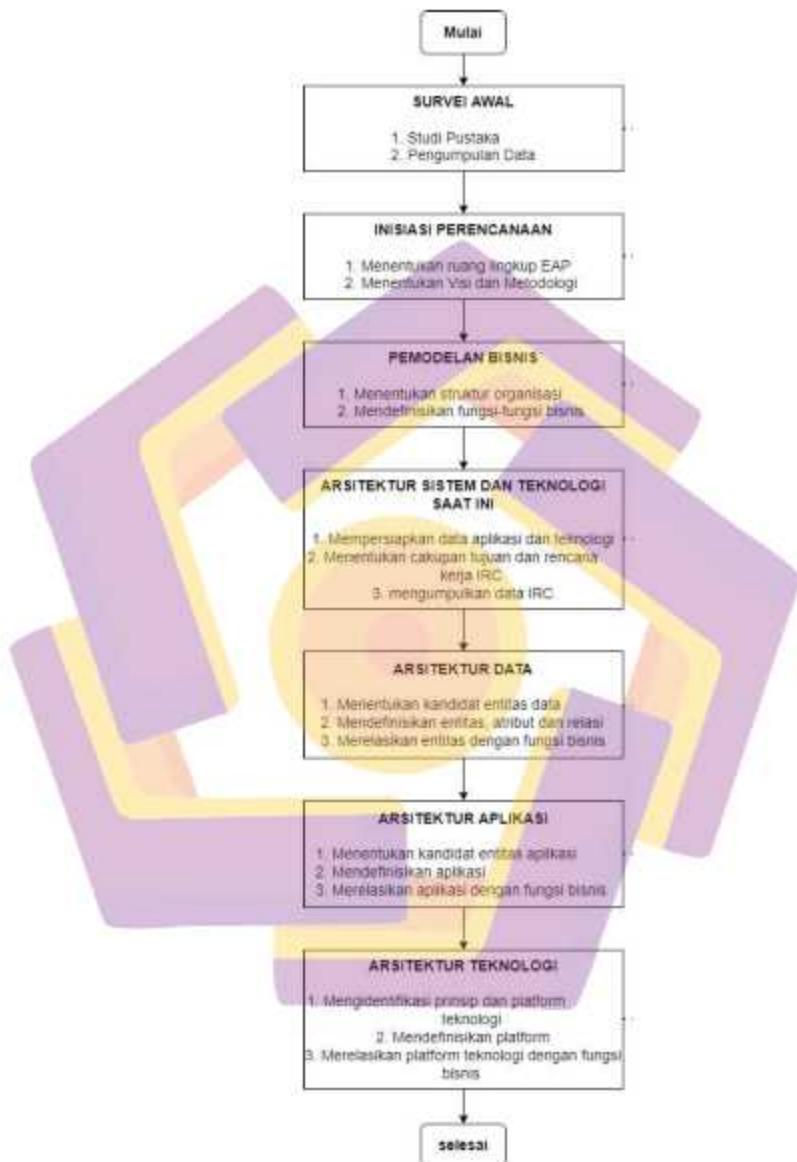 Mulai
SURVEI AWAL
1. Studi Pustaka
2. Pengumpulan Data
INISIASI PERENCANAAN
1. Menentukan ruang lingkup EAP
2. Menentukan Visi dan Metodologi
PEMODELAN BISNIS
1. Menentukan struktur organisasi
2. Mendefinisikan fungsi-fungsi bisnis
ARSITEKTUR SISTEM DAN TEKNOLOGI
SAAT INI
1. Mempersiapkan data aplikasi dan teknologi
2. Menentukan cakupan tujuan dan rencana
kerja IRC
3. mengumpulkan data IRC
ARSITEKTUR DATA
1. Menentukan kandidat entitas data
2. Mendefinisikan entitas, atribut dan relasi
3. Merelasikan entitas dengan fungsi bisnis
ARSITEKTUR APLIKASI
1. Menentukan kandidat entitas aplikasi
2. Mendefinisikan aplikasi
3. Merelasikan aplikasi dengan fungsi bisnis
ARSITEKTUR TEKNOLOGI
1. Mengidentifikasi prinsip dan platform
teknologi
2. Mendefinisikan platform
3. Merelasikan platform teknologi dengan fungsi
bisnis
selesai